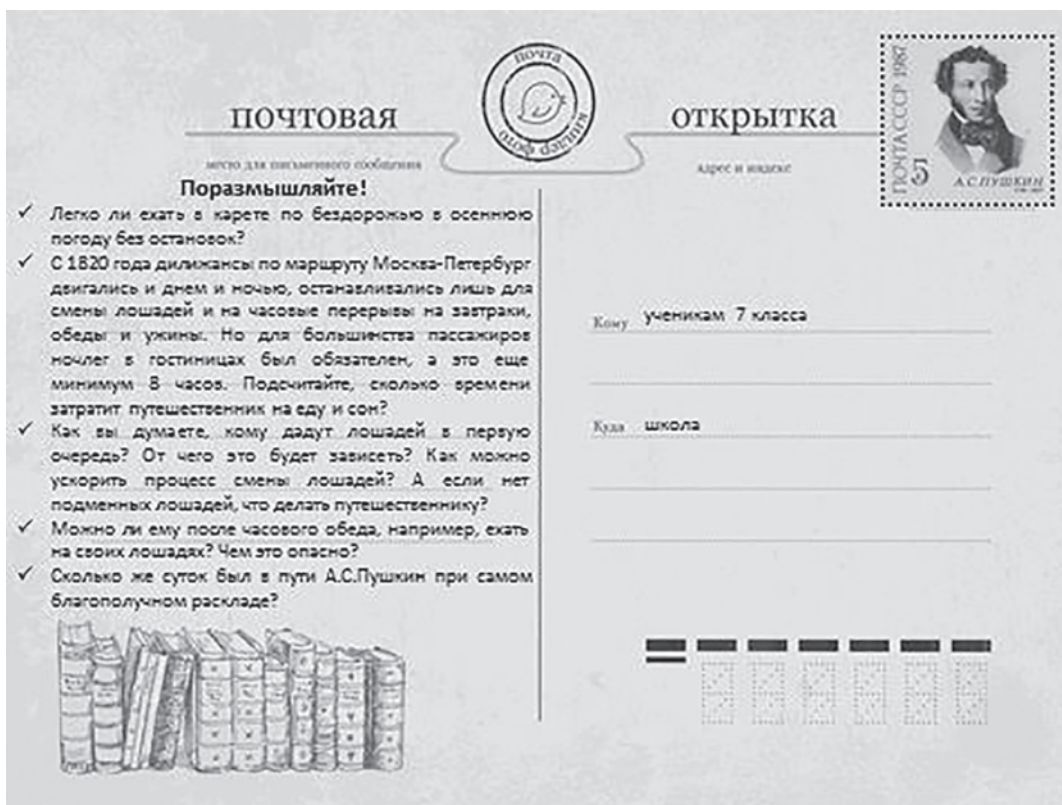 почтовая
почта
киндер фото
открытка
ПОЧТА СССР 1987
5
А.С.ПУШКИН
место для письменного сообщения
адрес и индекс
Поразмышляйте!
✓ Легко ли ехать в карете по бездорожью в осеннюю
погоду без остановок?
✓ С 1820 года дилижансы по маршруту Москва-Петербург
двигались и днем и ночью, останавливались лишь для
смены лошадей и на часовые перерывы на завтраки,
обеды и ужины. Но для большинства пассажиров
ночлег в гостиницах был обязателен, а это еще
минимум 8 часов. Подсчитайте, сколько времени
затратит путешественник на еду и сон?
✓ Как вы думаете, кому дадут лошадей в первую
очередь? От чего это будет зависеть? Как можно
ускорить процесс смены лошадей? А если нет
подменных лошадей, что делать путешественнику?
✓ Можно ли ему после часового обеда, например, ехать
на своих лошадях? Чем это опасно?
✓ Сколько же суток был в пути А.С.Пушкин при самом
благополучном раскладе?
Кому ученикам 7 класса
Куда школа